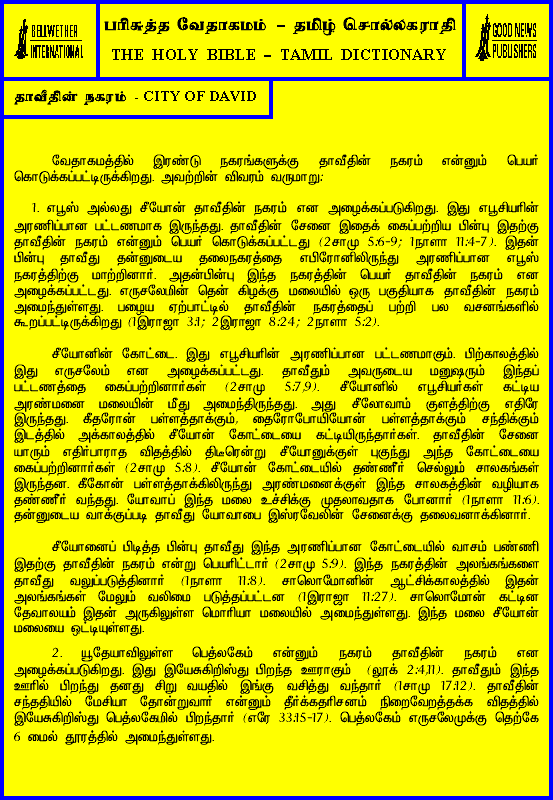 BELLWETHER
INTERNATIONAL
பரிசுத்த வேதாகமம் - தமிழ் சொல்லகராதி
THE HOLY BIBLE - TAMIL DICTIONARY
GOOD NEWS
PUBLISHERS
தாவீதின் நகரம் - CITY OF DAVID
வேதாகமத்தில் இரண்டு நகரங்களுக்கு தாவீதின் நகரம் என்னும் பெயர்
கொடுக்கப்பட்டிருக்கிறது. அவற்றின் விவரம் வருமாறு:
1. எபூஸ் அல்லது சீயோன் தாவீதின் நகரம் என அழைக்கப்படுகிறது. இது எபூசியரின்
அரணிப்பான பட்டணமாக இருந்தது. தாவீதின் சேனை இதைக் கைப்பற்றிய பின்பு இதற்கு
தாவீதின் நகரம் என்னும் பெயர் கொடுக்கப்பட்டது (2சாமு 5:6-9; 1நாளா 11:4-7). இதன்
பின்பு தாவீது தன்னுடைய தலைநகரத்தை எபிரோனிலிருந்து அரணிப்பான எபூஸ்
நகரத்திற்கு மாற்றினார். அதன்பின்பு இந்த நகரத்தின் பெயர் தாவீதின் நகரம் என
அழைக்கப்பட்டது. எருசலேமின் தென் கிழக்கு மலையில் ஒரு பகுதியாக தாவீதின் நகரம்
அமைந்துள்ளது. பழைய ஏற்பாட்டில் தாவீதின் நகரத்தைப் பற்றி பல வசனங்களில்
கூறப்பட்டிருக்கிறது (1இராஜா 3:1; 2இராஜா 8:24; 2நாளா 5:2).
சீயோனின் கோட்டை. இது எபூசியரின் அரணிப்பான பட்டணமாகும். பிற்காலத்தில்
இது எருசலேம் என அழைக்கப்பட்டது. தாவீதும் அவருடைய மனுஷரும் இந்தப்
பட்டணத்தை கைப்பற்றினார்கள் (2சாமு 5:7,9). சீயோனில் எபூசியர்கள் கட்டிய
அரண்மனை மலையின் மீது அமைந்திருந்தது. அது சீலோவாம் குளத்திற்கு எதிரே
இருந்தது. கீதரோன் பள்ளத்தாக்கும், தைரோபோயியோன் பள்ளத்தாக்கும் சந்திக்கும்
இடத்தில் அக்காலத்தில் சீயோன் கோட்டையை கட்டியிருந்தார்கள். தாவீதின் சேனை
யாரும் எதிர்பாராத விதத்தில் திடீரென்று சீயோனுக்குள் புகுந்து அந்த கோட்டையை
கைப்பற்றினார்கள் (2சாமு 5:8). சீயோன் கோட்டையில் தண்ணீர் செல்லும் சாலகங்கள்
இருந்தன. கீகோன் பள்ளத்தாக்கிலிருந்து அரண்மனைக்குள் இந்த சாலகத்தின் வழியாக
தண்ணீர் வந்தது. யோவாப் இந்த மலை உச்சிக்கு முதலாவதாக போனார் (1நாளா 11:6).
தன்னுடைய வாக்குப்படி தாவீது யோவாபை இஸ்ரவேலின் சேனைக்கு தலைவனாக்கினார்.
சீயோனைப் பிடித்த பின்பு தாவீது இந்த அரணிப்பான கோட்டையில் வாசம் பண்ணி
இதற்கு தாவீதின் நகரம் என்று பெயரிட்டார் (2சாமு 5:9). இந்த நகரத்தின் அலங்கங்களை
தாவீது வலுப்படுத்தினார் (1நாளா 11:8). சாலொமோனின் ஆட்சிக்காலத்தில் இதன்
அலங்கங்கள் மேலும் வலிமை படுத்தப்பட்டன (1இராஜா 11:27). சாலொமோன் கட்டின
தேவாலயம் இதன் அருகிலுள்ள மொரியா மலையில் அமைந்துள்ளது. இந்த மலை சீயோன்
மலையை ஒட்டியுள்ளது.
2. யூதேயாவிலுள்ள பெத்லகேம் என்னும் நகரம் தாவீதின் நகரம் என
அழைக்கப்படுகிறது. இது இயேசுகிறிஸ்து பிறந்த ஊராகும் (லூக் 2:4,11). தாவீதும் இந்த
ஊரில் பிறந்து தனது சிறு வயதில் இங்கு வசித்து வந்தார் (1சாமு 17:12). தாவீதின்
சந்ததியில் மேசியா தோன்றுவார் என்னும் தீர்க்கதரிசனம் நிறைவேறத்தக்க விதத்தில்
இயேசுகிறிஸ்து பெத்லகேமில் பிறந்தார் (எரே 33:15-17). பெத்லகேம் எருசலேமுக்கு தெற்கே
6 மைல் தூரத்தில் அமைந்துள்ளது.